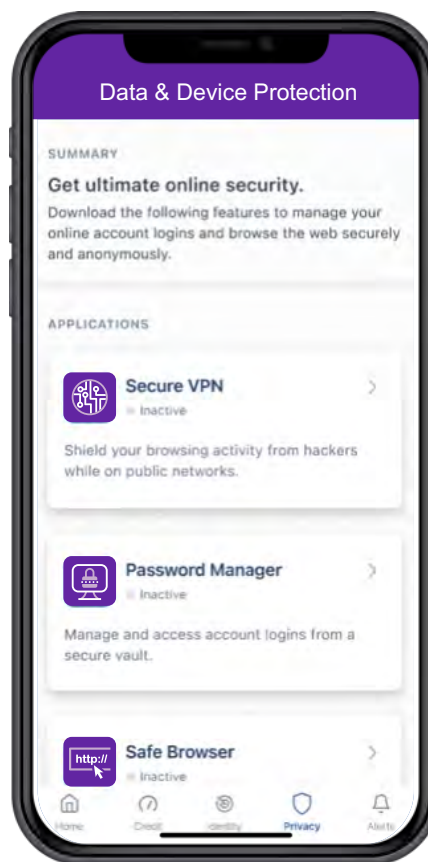 Data & Device Protection
SUMMARY
Get ultimate online security.
Download the following features to manage your
online account logins and browse the web securely
and anonymously.
APPLICATIONS
Secure VPN
Inactive
Shield your browsing activity from hackers
while on public networks.
Password Manager
Inactive
Manage and access account logins from a
secure vault.
Safe Browser
http://
Inactive
Home Credit Identity Privacy Alerts